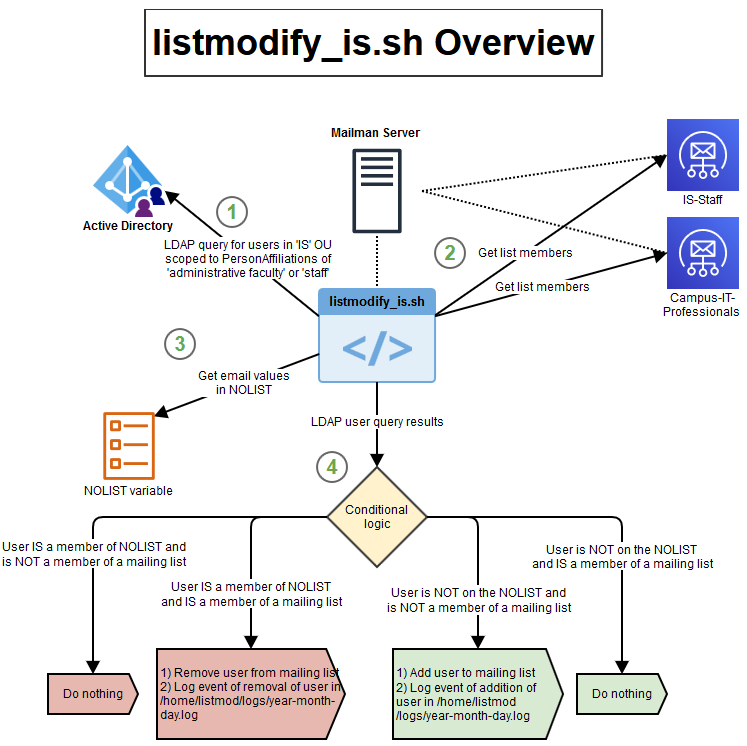 listmodify_is.sh Overview
Mailman Server
IS-Staff
Active Directory
1
LDAP query for users in 'IS' OU
scoped to PersonAffiliations of
'administrative faculty' or 'staff'
2
Get list members
Get list members
Campus-IT-
Professionals
listmodify_is.sh
</>
3
Get email values
in NOLIST
NOLIST variable
LDAP user query results
4
Conditional
logic
User IS a member of NOLIST and
is NOT a member of a mailing list
User IS a member of NOLIST
and IS a member of a mailing list
User is NOT on the NOLIST and
is NOT a member of a mailing list
User is NOT on the NOLIST
and IS a member of a mailing list
Do nothing
1) Remove user from mailing list
2) Log event of removal of user in
/home/listmod/logs/year-month-
day.log
1) Add user to mailing list
2) Log event of addition of
user in /home/listmod
/logs/year-month-day.log
Do nothing